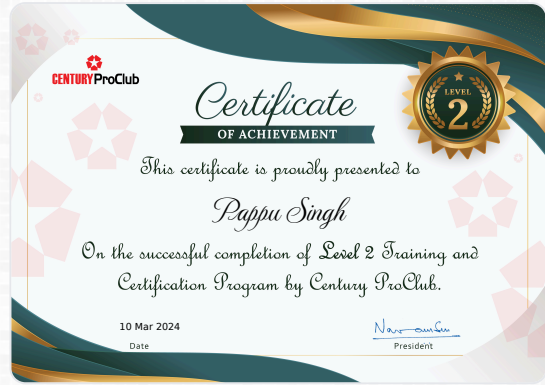 CENTURY ProClub
Certificate
OF ACHIEVEMENT
LEVEL
2
This certificate is proudly presented to
Pappu Singh
On the successful completion of Level 2 Training and
Certification Program by Century ProClub.
10 Mar 2024
Date
President